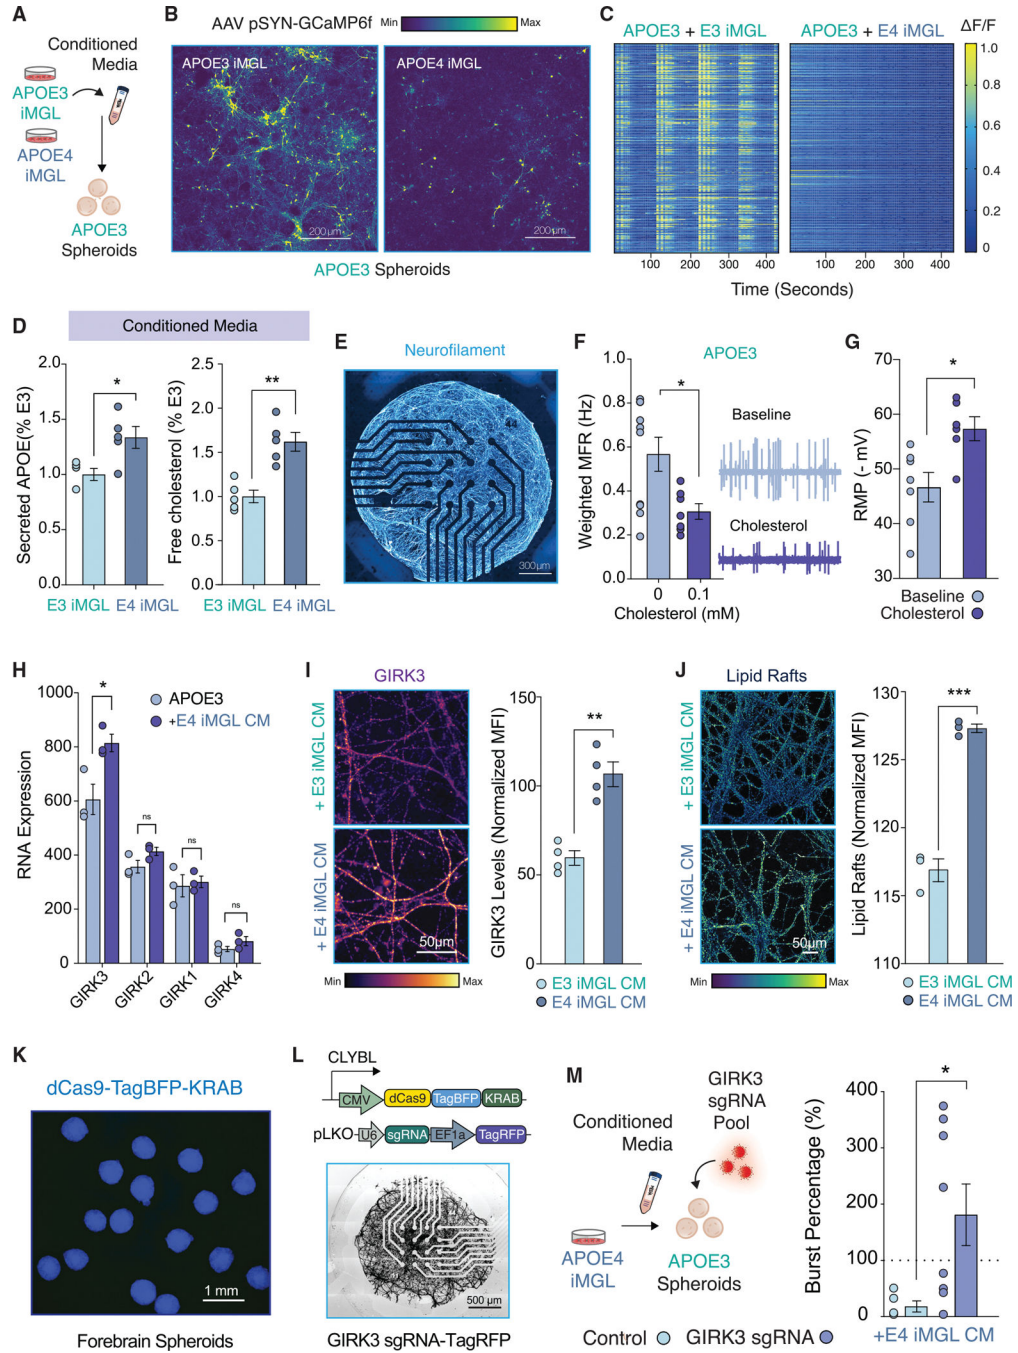 A
Conditioned
Media
APOE3
iMGL
APOE4
iMGL
APOE3
Spheroids
B
AAV pSYN-GCaMP6f
Min
Max
APOE3 iMGL
APOE4 iMGL
200μm
200μm
APOE3 Spheroids
C
APOE3 + E3 iMGL
APOE3 + E4 iMGL
ΔF/F
1.0
0.8
0.6
0.4
0.2
0
100 200 300 400
100 200 300 400
Time (Seconds)
D
Conditioned Media
Secreted APOE(% E3)
2.0
1.5
1.0
0.5
0.0
*
E3 iMGL E4 iMGL
Free cholesterol (% E3)
2.5
2.0
1.5
1.0
0.5
0.0
**
E3 iMGL E4 iMGL
E
Neurofilament
44
11
300μm
F
APOE3
Weighted MFR (Hz)
1.0
0.8
0.6
0.4
0.2
0.0
*
0 0.1
Cholesterol (mM)
Baseline
Cholesterol
G
RMP (- mV)
70
60
50
40
30
*
Baseline
Cholesterol
H
RNA Expression
1000
800
600
400
200
0
*
ns
ns
ns
APOE3
+E4 iMGL CM
GIRK3
GIRK2
GIRK1
GIRK4
I
GIRK3
+ E3 iMGL CM
+ E4 iMGL CM
50μm
Min
Max
GIRK3 Levels (Normalized MFI)
150
100
50
0
**
E3 iMGL CM
E4 iMGL CM
J
Lipid Rafts
+ E3 iMGL CM
+ E4 iMGL CM
50μm
Min
Max
Lipid Rafts (Normalized MFI)
130
127
115
110
***
E3 iMGL CM
E4 iMGL CM
K
dCas9-TagBFP-KRAB
1 mm
Forebrain Spheroids
L
CLYBL
CMV dCas9 TagBFP KRAB
pLKO U6 sgRNA EF1a TagRFP
500 μm
GIRK3 sgRNA-TagRFP
M
Conditioned
Media
GIRK3
sgRNA
Pool
APOE4
iMGL
APOE3
Spheroids
Burst Percentage (%)
400
300
200
100
0
*
+E4 iMGL CM
Control
GIRK3 sgRNA